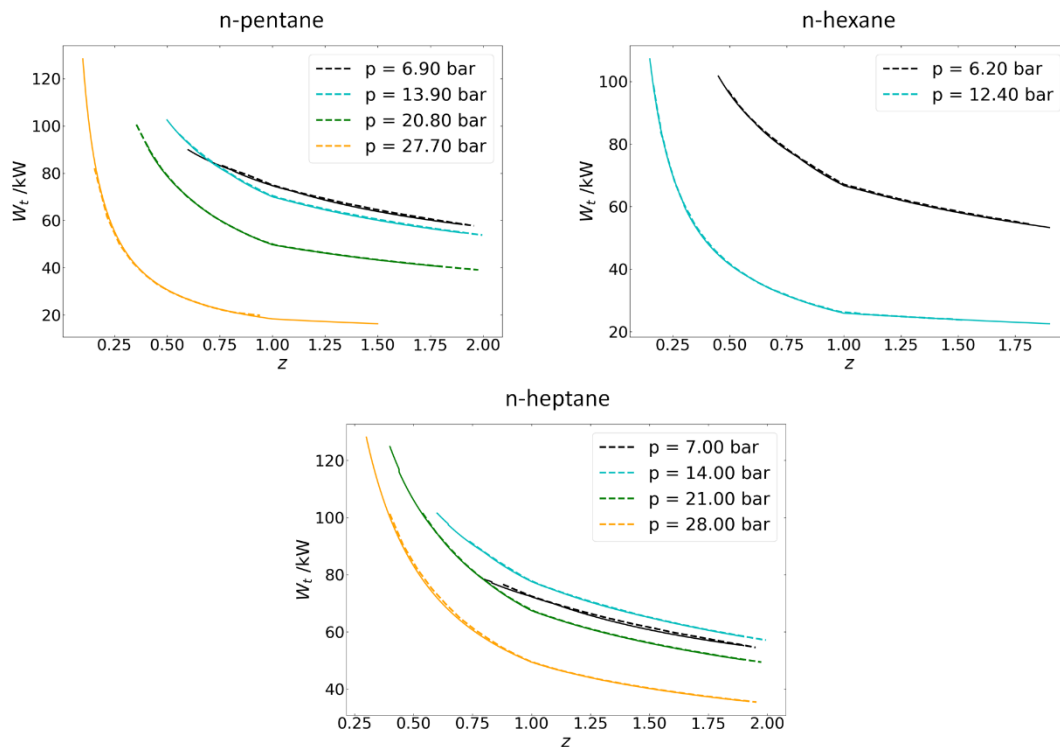 n-pentane
W_t /kW
120
100
80
60
40
20
0.25 0.50 0.75 1.00 1.25 1.50 1.75 2.00
z
p = 6.90 bar
p = 13.90 bar
p = 20.80 bar
p = 27.70 bar
n-hexane
W_t /kW
100
80
60
40
20
0.25 0.50 0.75 1.00 1.25 1.50 1.75
z
p = 6.20 bar
p = 12.40 bar
n-heptane
W_t /kW
120
100
80
60
40
0.25 0.50 0.75 1.00 1.25 1.50 1.75 2.00
z
p = 7.00 bar
p = 14.00 bar
p = 21.00 bar
p = 28.00 bar